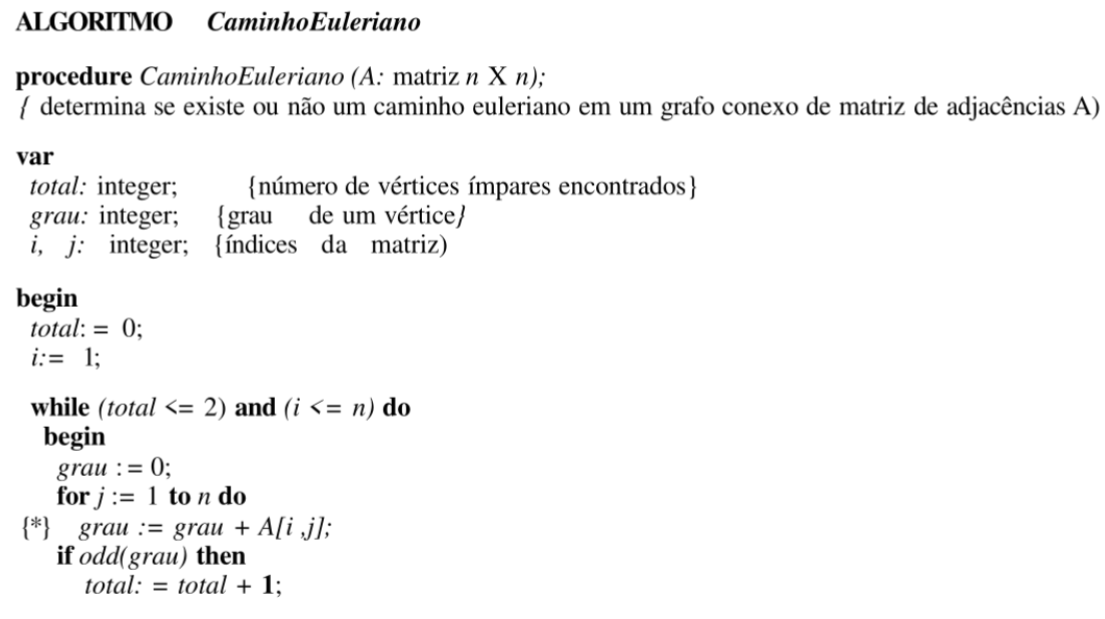 ALGORITMO CaminhoEuleriano
procedure CaminhoEuleriano (A: matriz n X n);
{ determina se existe ou não um caminho euleriano em um grafo conexo de matriz de adjacências A)
var
total: integer; {número de vértices ímpares encontrados}
grau: integer; {grau de um vértice}
i, j: integer; {índices da matriz)
begin
total: = 0;
i:= 1;
while (total <= 2) and (i <= n) do
begin
grau := 0;
for j := 1 to n do
{*} grau := grau + A[i ,j];
if odd(grau) then
total: = total + 1;